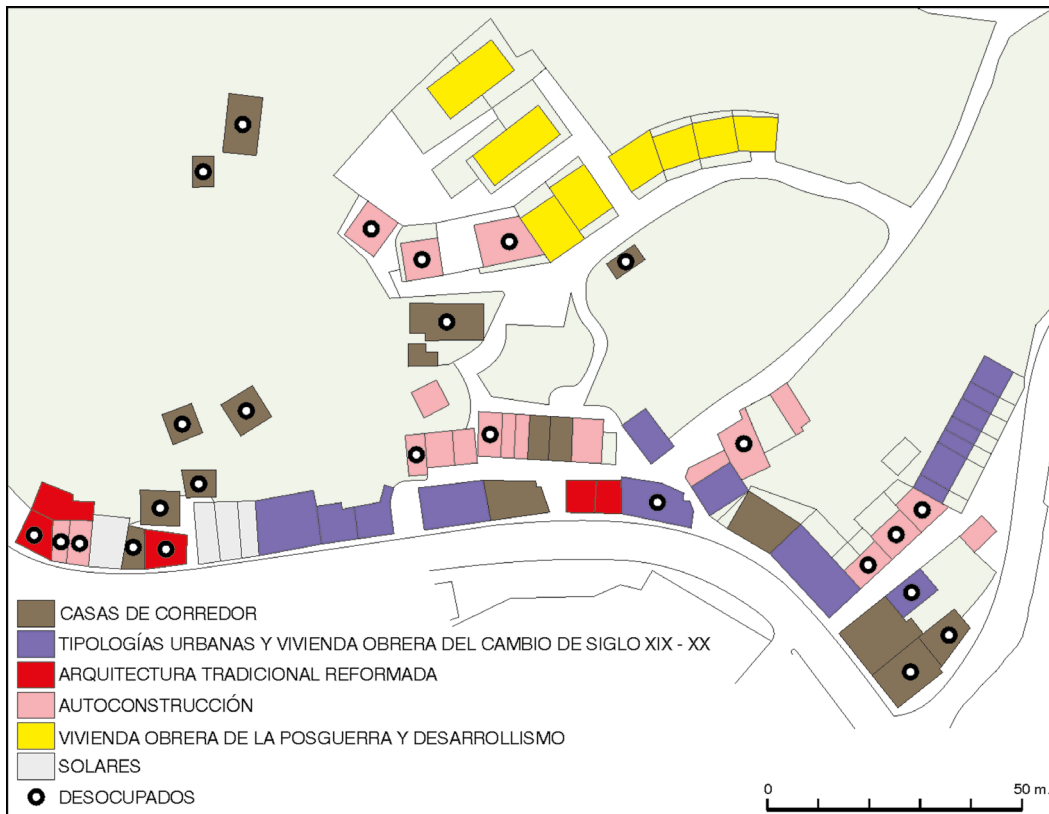 CASAS DE CORREDOR
TIPOLOGÍAS URBANAS Y VIVIENDA OBRERA DEL CAMBIO DE SIGLO XIX - XX
ARQUITECTURA TRADICIONAL REFORMADA
AUTOCONSTRUCCIÓN
VIVIENDA OBRERA DE LA POSGUERRA Y DESARROLLISMO
SOLARES
DESOCUPADOS
0 50 m.